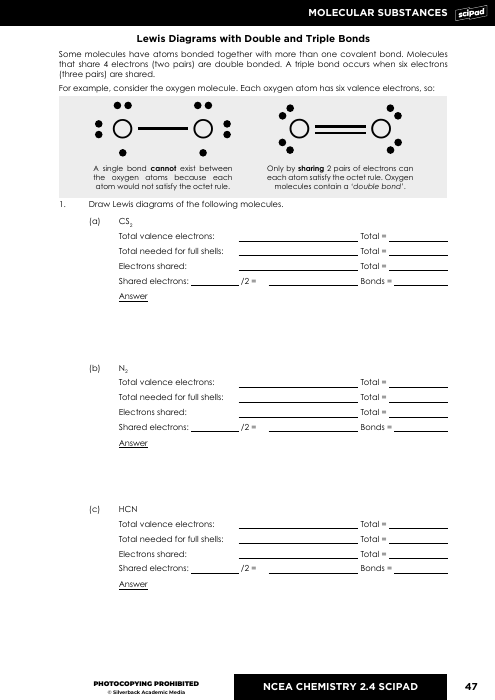 MOLECULAR SUBSTANCES scipad
Lewis Diagrams with Double and Triple Bonds
Some molecules have atoms bonded together with more than one covalent bond. Molecules
that share 4 electrons (two pairs) are double bonded. A triple bond occurs when six electrons
(three pairs) are shared.
For example, consider the oxygen molecule. Each oxygen atom has six valence electrons, so:
A single bond cannot exist between
the oxygen atoms because each
atom would not satisfy the octet rule.
Only by sharing 2 pairs of electrons can
each atom satisfy the octet rule. Oxygen
molecules contain a 'double bond'.
1. Draw Lewis diagrams of the following molecules.
(a) CS₂
Total valence electrons: Total =
Total needed for full shells: Total =
Electrons shared: Total =
Shared electrons: /2 = Bonds =
Answer
(b) N₂
Total valence electrons: Total =
Total needed for full shells: Total =
Electrons shared: Total =
Shared electrons: /2 = Bonds =
Answer
(c) HCN
Total valence electrons: Total =
Total needed for full shells: Total =
Electrons shared: Total =
Shared electrons: /2 = Bonds =
Answer
PHOTOCOPYING PROHIBITED
© Silverback Academic Media
NCEA CHEMISTRY 2.4 SCIPAD
47